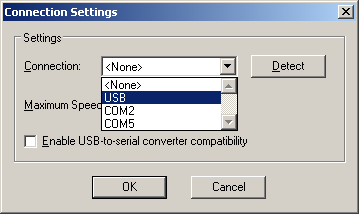 Connection Settings
Settings
Connection:
<None>
Detect
<None>
USB
COM2
COM5
Maximum Speed
Enable USB-to-serial converter compatibility
OK
Cancel